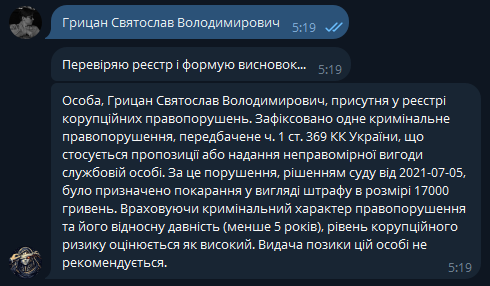 Грицан Святослав Володимирович 5:19
Перевіряю реєстр і формую висновок... 5:19
Особа, Грицан Святослав Володимирович, присутня у реєстрі
корупційних правопорушень. Зафіксовано одне кримінальне
правопорушення, передбачене ч. 1 ст. 369 КК України, що
стосується пропозиції або надання неправомірної вигоди
службовій особі. За це порушення, рішенням суду від 2021-07-05,
було призначено покарання у вигляді штрафу в розмірі 17000
гривень. Враховуючи кримінальний характер правопорушення
та його відносну давність (менше 5 років), рівень корупційного
ризику оцінюється як високий. Видача позики цій особі не
рекомендується. 5:19